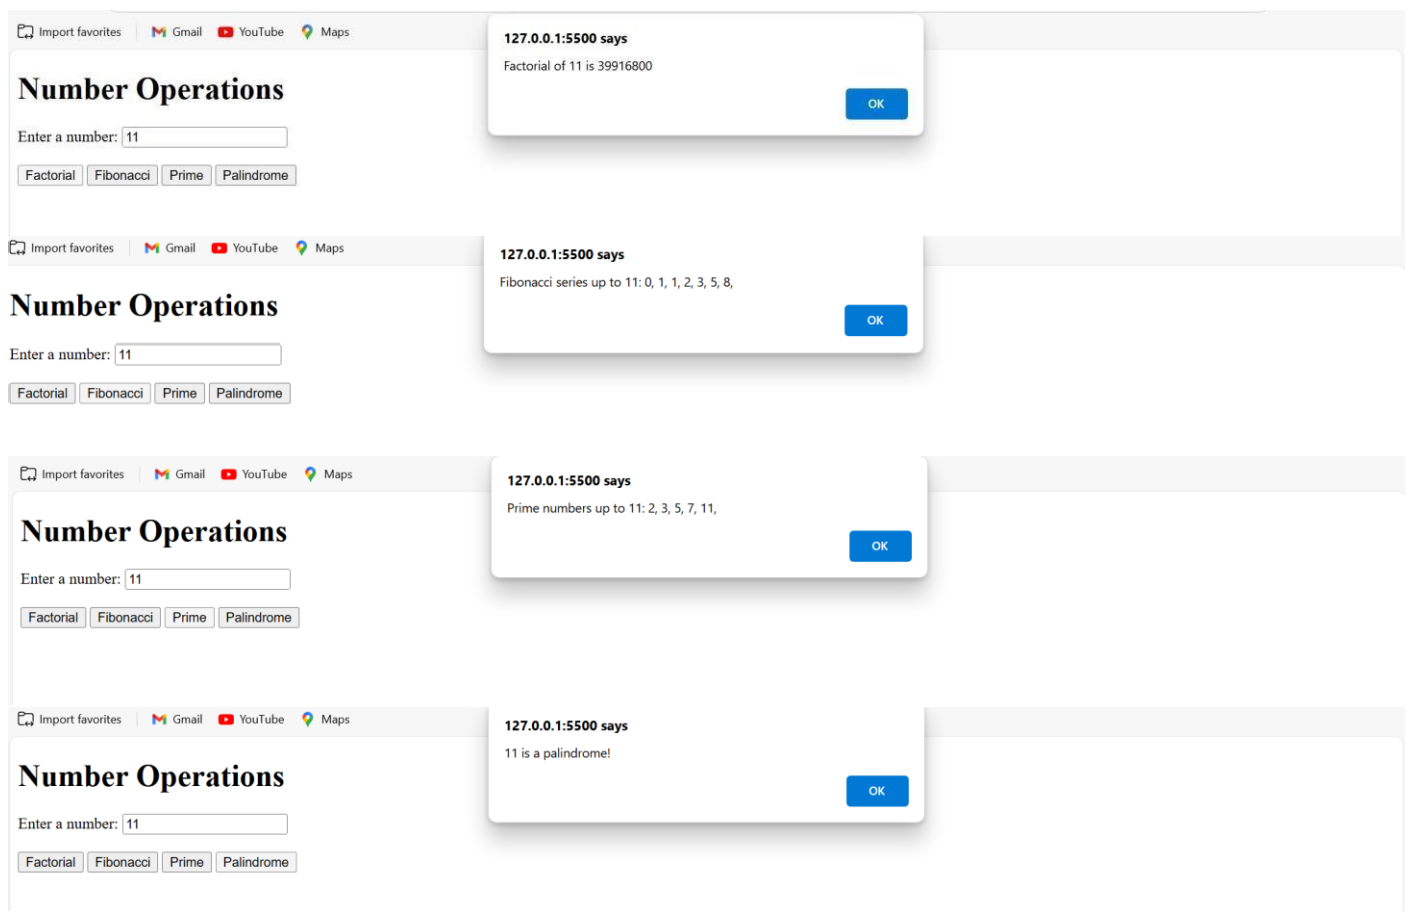 Import favorites Gmail YouTube Maps
127.0.0.1:5500 says
Factorial of 11 is 39916800
OK
Number Operations
Enter a number: 11
Factorial Fibonacci Prime Palindrome
Import favorites Gmail YouTube Maps
127.0.0.1:5500 says
Fibonacci series up to 11: 0, 1, 1, 2, 3, 5, 8,
OK
Number Operations
Enter a number: 11
Factorial Fibonacci Prime Palindrome
Import favorites Gmail YouTube Maps
127.0.0.1:5500 says
Prime numbers up to 11: 2, 3, 5, 7, 11,
OK
Number Operations
Enter a number: 11
Factorial Fibonacci Prime Palindrome
Import favorites Gmail YouTube Maps
127.0.0.1:5500 says
11 is a palindrome!
OK
Number Operations
Enter a number: 11
Factorial Fibonacci Prime Palindrome